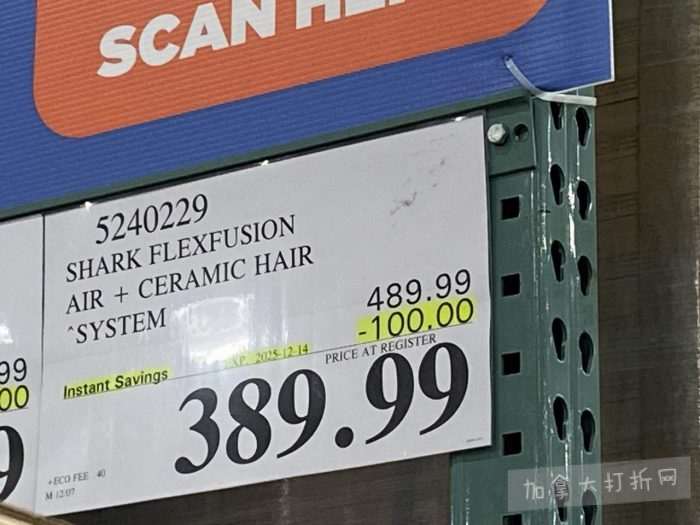 SCAN HE
5240229
SHARK FLEXFUSION
AIR + CERAMIC HAIR
^SYSTEM
489.99
-100.00
EXP. 2025-12-14
PRICE AT REGISTER
Instant Savings
389.99
+ECO FEE .40
M 12/07
99
00
9
加拿大打折网